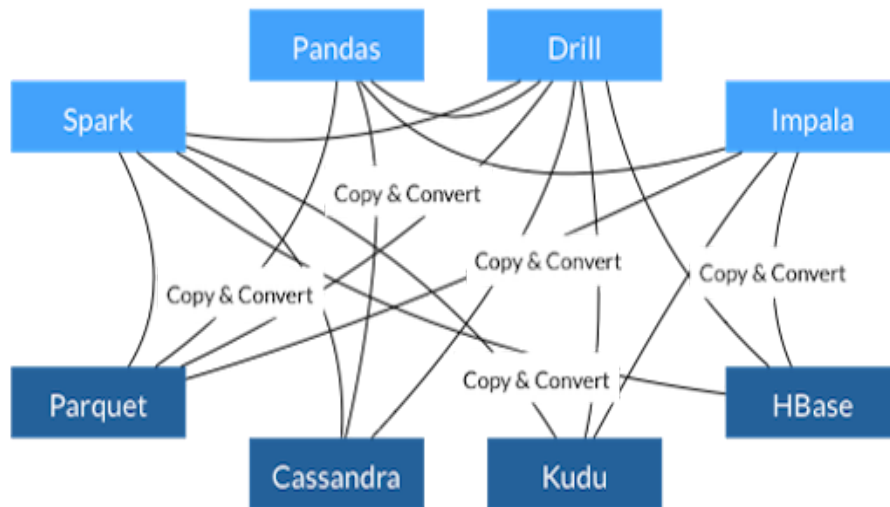 Pandas
Drill
Spark
Impala
Copy & Convert
Copy & Convert
Copy & Convert
Copy & Convert
Copy & Convert
Parquet
HBase
Cassandra
Kudu